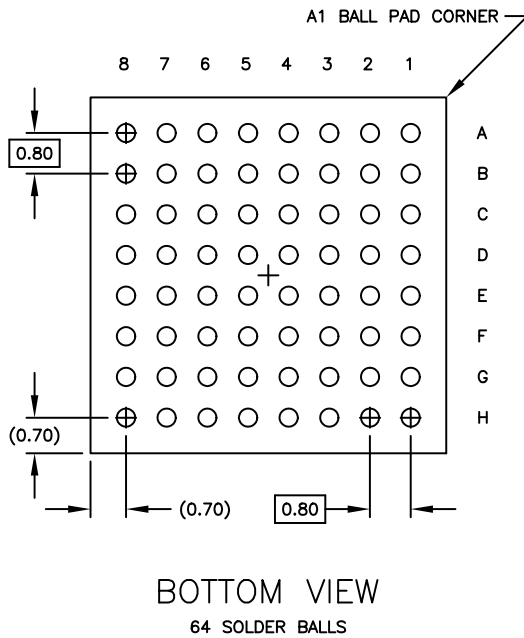 A1 BALL PAD CORNER
8 7 6 5 4 3 2 1
A
0.80
B
C
D
E
F
G
H
(0.70)
(0.70)
0.80
BOTTOM VIEW
64 SOLDER BALLS